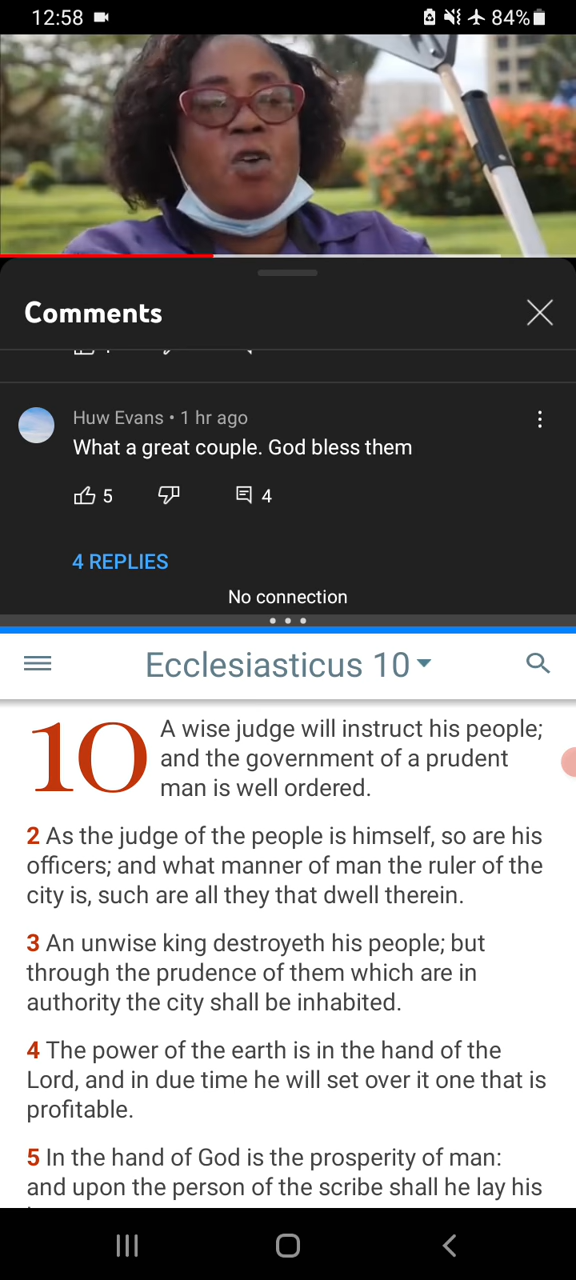 12:58
84%
Comments
Huw Evans • 1 hr ago
What a great couple. God bless them
5
4
4 REPLIES
No connection
Ecclesiasticus 10
10 A wise judge will instruct his people;
and the government of a prudent
man is well ordered.
2 As the judge of the people is himself, so are his
officers; and what manner of man the ruler of the
city is, such are all they that dwell therein.
3 An unwise king destroyeth his people; but
through the prudence of them which are in
authority the city shall be inhabited.
4 The power of the earth is in the hand of the
Lord, and in due time he will set over it one that is
profitable.
5 In the hand of God is the prosperity of man:
and upon the person of the scribe shall he lay his